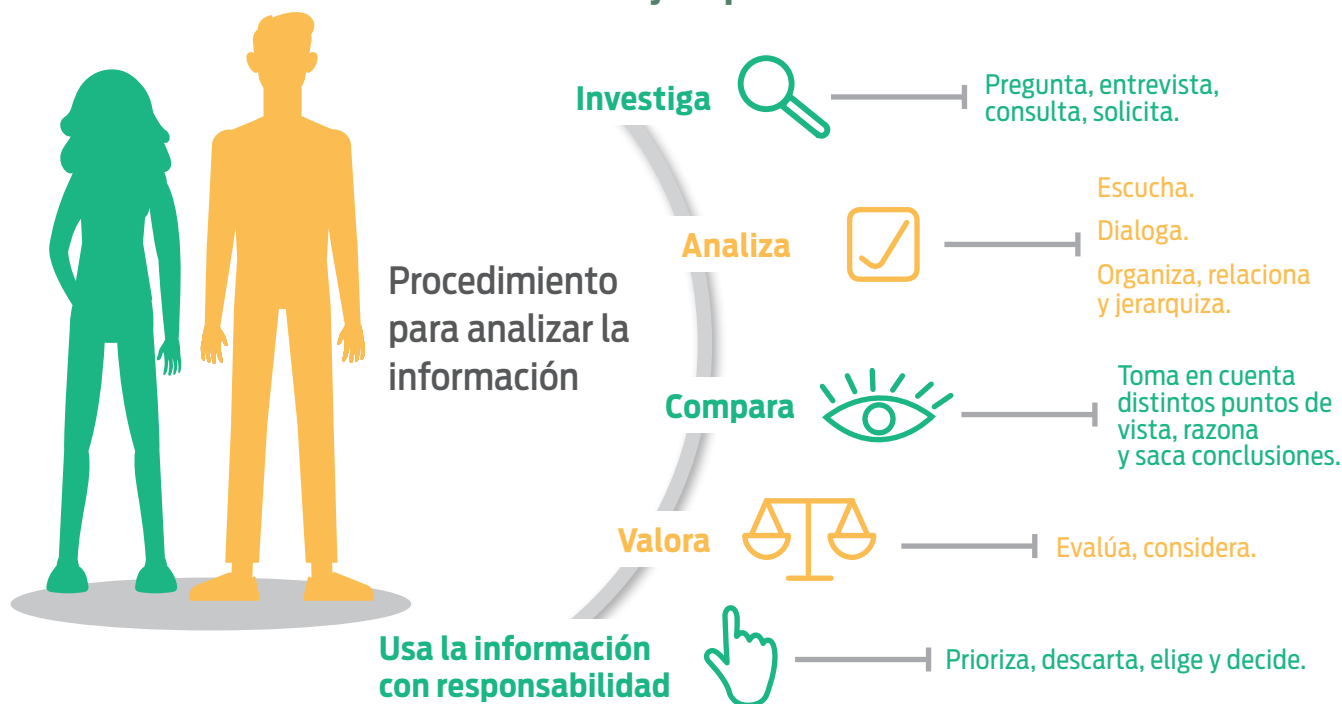 Procedimiento
para analizar la
información
Investiga
Pregunta, entrevista,
consulta, solicita.
Analiza
Escucha.
Dialoga.
Organiza, relaciona
y jerarquiza.
Compara
Toma en cuenta
distintos puntos de
vista, razona
y saca conclusiones.
Valora
Evalúa, considera.
Usa la información
con responsabilidad
Prioriza, descarta, elige y decide.